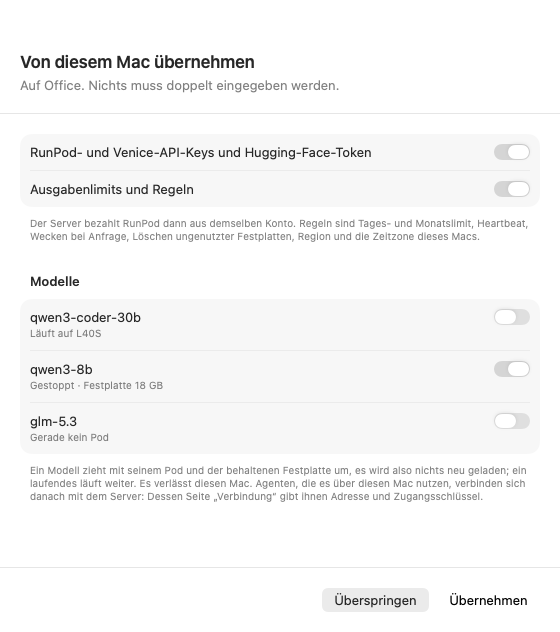 Von diesem Mac übernehmen
Auf Office. Nichts muss doppelt eingegeben werden.
RunPod- und Venice-API-Keys und Hugging-Face-Token
Ausgabenlimits und Regeln
Der Server bezahlt RunPod dann aus demselben Konto. Regeln sind Tages- und Monatslimit, Heartbeat,
Wecken bei Anfrage, Löschen ungenutzter Festplatten, Region und die Zeitzone dieses Macs.
Modelle
qwen3-coder-30b
Läuft auf L40S
qwen3-8b
Gestoppt · Festplatte 18 GB
glm-5.3
Gerade kein Pod
Ein Modell zieht mit seinem Pod und der behaltenen Festplatte um, es wird also nichts neu geladen; ein
laufendes läuft weiter. Es verlässt diesen Mac. Agenten, die es über diesen Mac nutzen, verbinden sich
danach mit dem Server: Dessen Seite „Verbindung“ gibt ihnen Adresse und Zugangsschlüssel.
Überspringen
Übernehmen